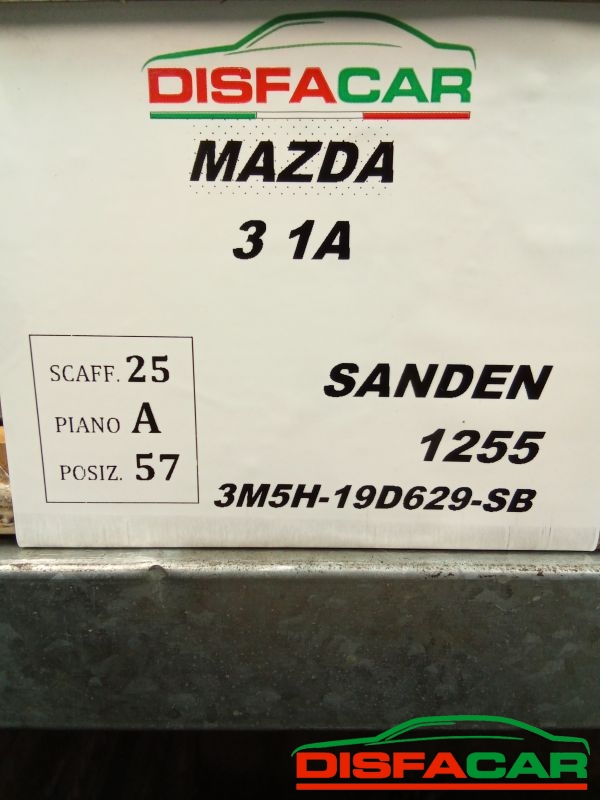 DISFACAR
MAZDA
3 1A
SCAFF. 25
PIANO A
POSIZ. 57
SANDEN
1255
3M5H-19D629-SB
DISFACAR